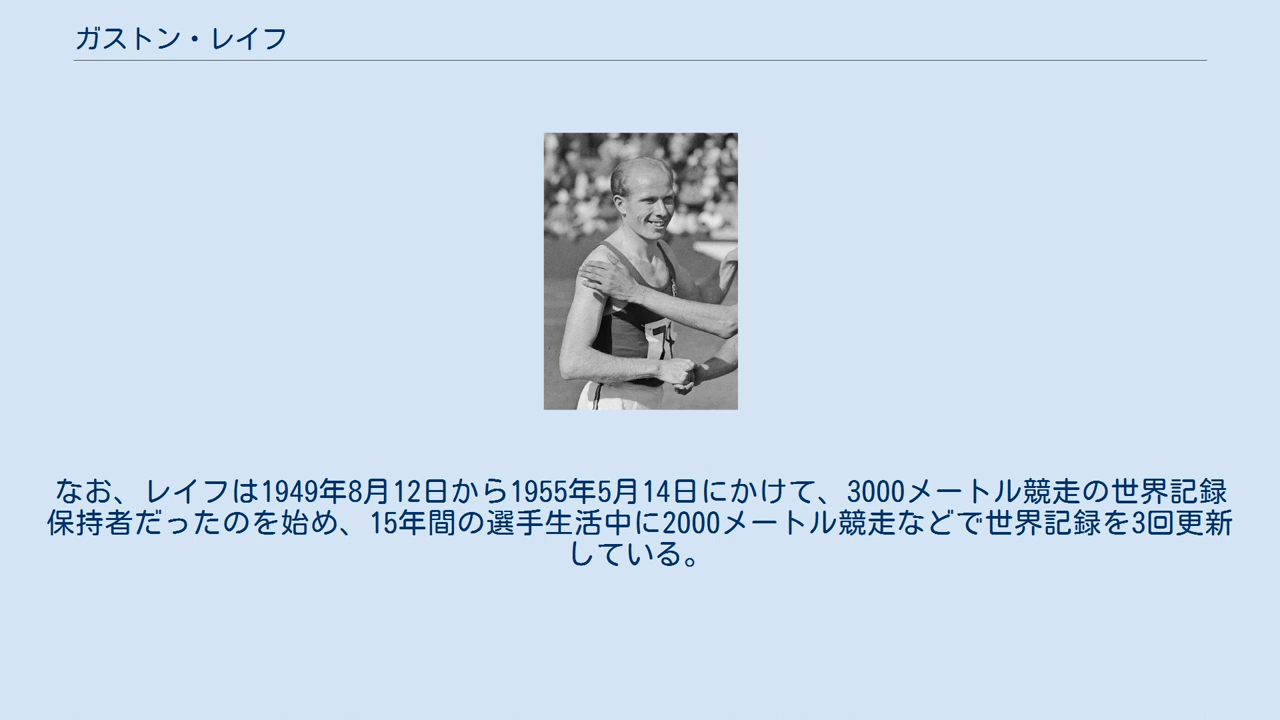 ガストン・レイフ
7
なお、レイフは1949年8月12日から1955年5月14日にかけて、3000メートル競走の世界記録
保持者だったのを始め、15年間の選手生活中に2000メートル競走などで世界記録を3回更新
している。